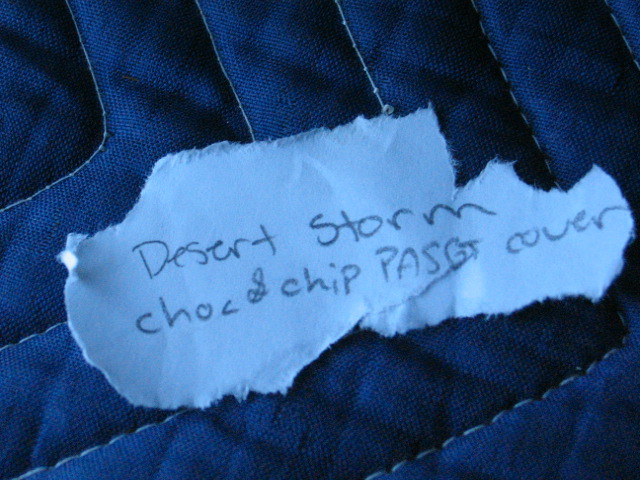 Desert Storm
choc & chip PASGT cover